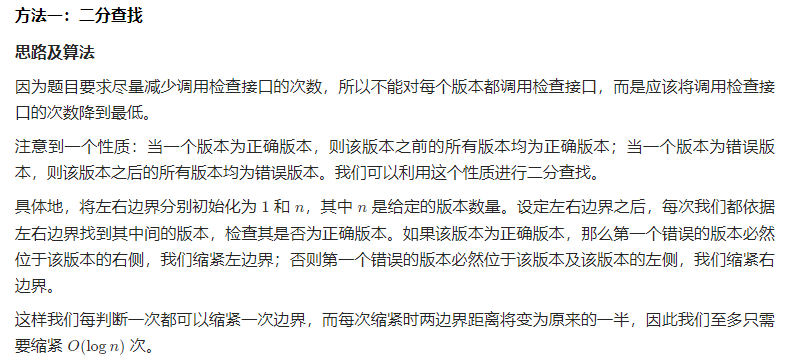 方法一：二分查找
思路及算法
因为题目要求尽量减少调用检查接口的次数，所以不能对每个版本都调用检查接口，而是应该将调用检查接
口的次数降到最低。
注意到一个性质：当一个版本为正确版本，则该版本之前的所有版本均为正确版本；当一个版本为错误版
本，则该版本之后的所有版本均为错误版本。我们可以利用这个性质进行二分查找。
具体地，将左右边界分别初始化为 1 和 n，其中 n 是给定的版本数量。设定左右边界之后，每次我们都依据
左右边界找到其中间的版本，检查其是否为正确版本。如果该版本为正确版本，那么第一个错误的版本必然
位于该版本的右侧，我们缩紧左边界；否则第一个错误的版本必然位于该版本及该版本的左侧，我们缩紧右
边界。
这样我们每判断一次都可以缩紧一次边界，而每次缩紧时两边界距离将变为原来的一半，因此我们至多只需
要缩紧 O(log n) 次。